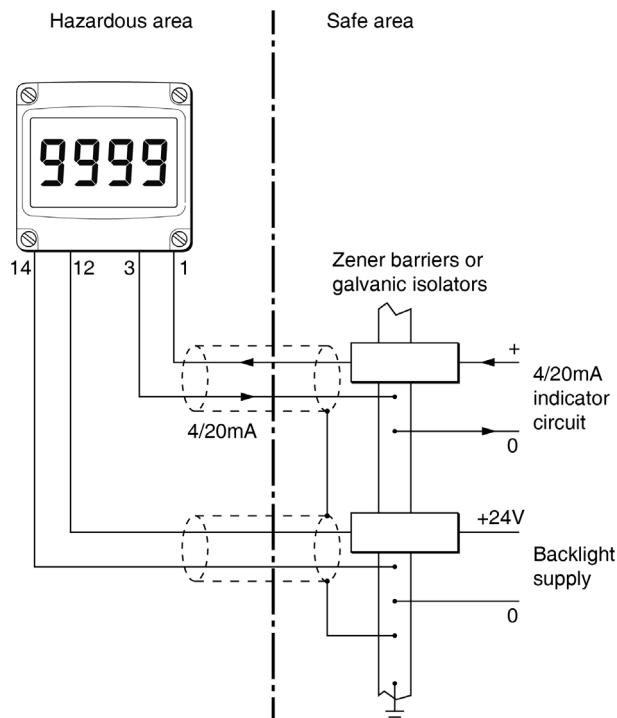 Hazardous area
Safe area
9999
14
12
3
1
Zener barriers or
galvanic isolators
+
4/20mA
indicator
circuit
0
4/20mA
+24V
Backlight
supply
0